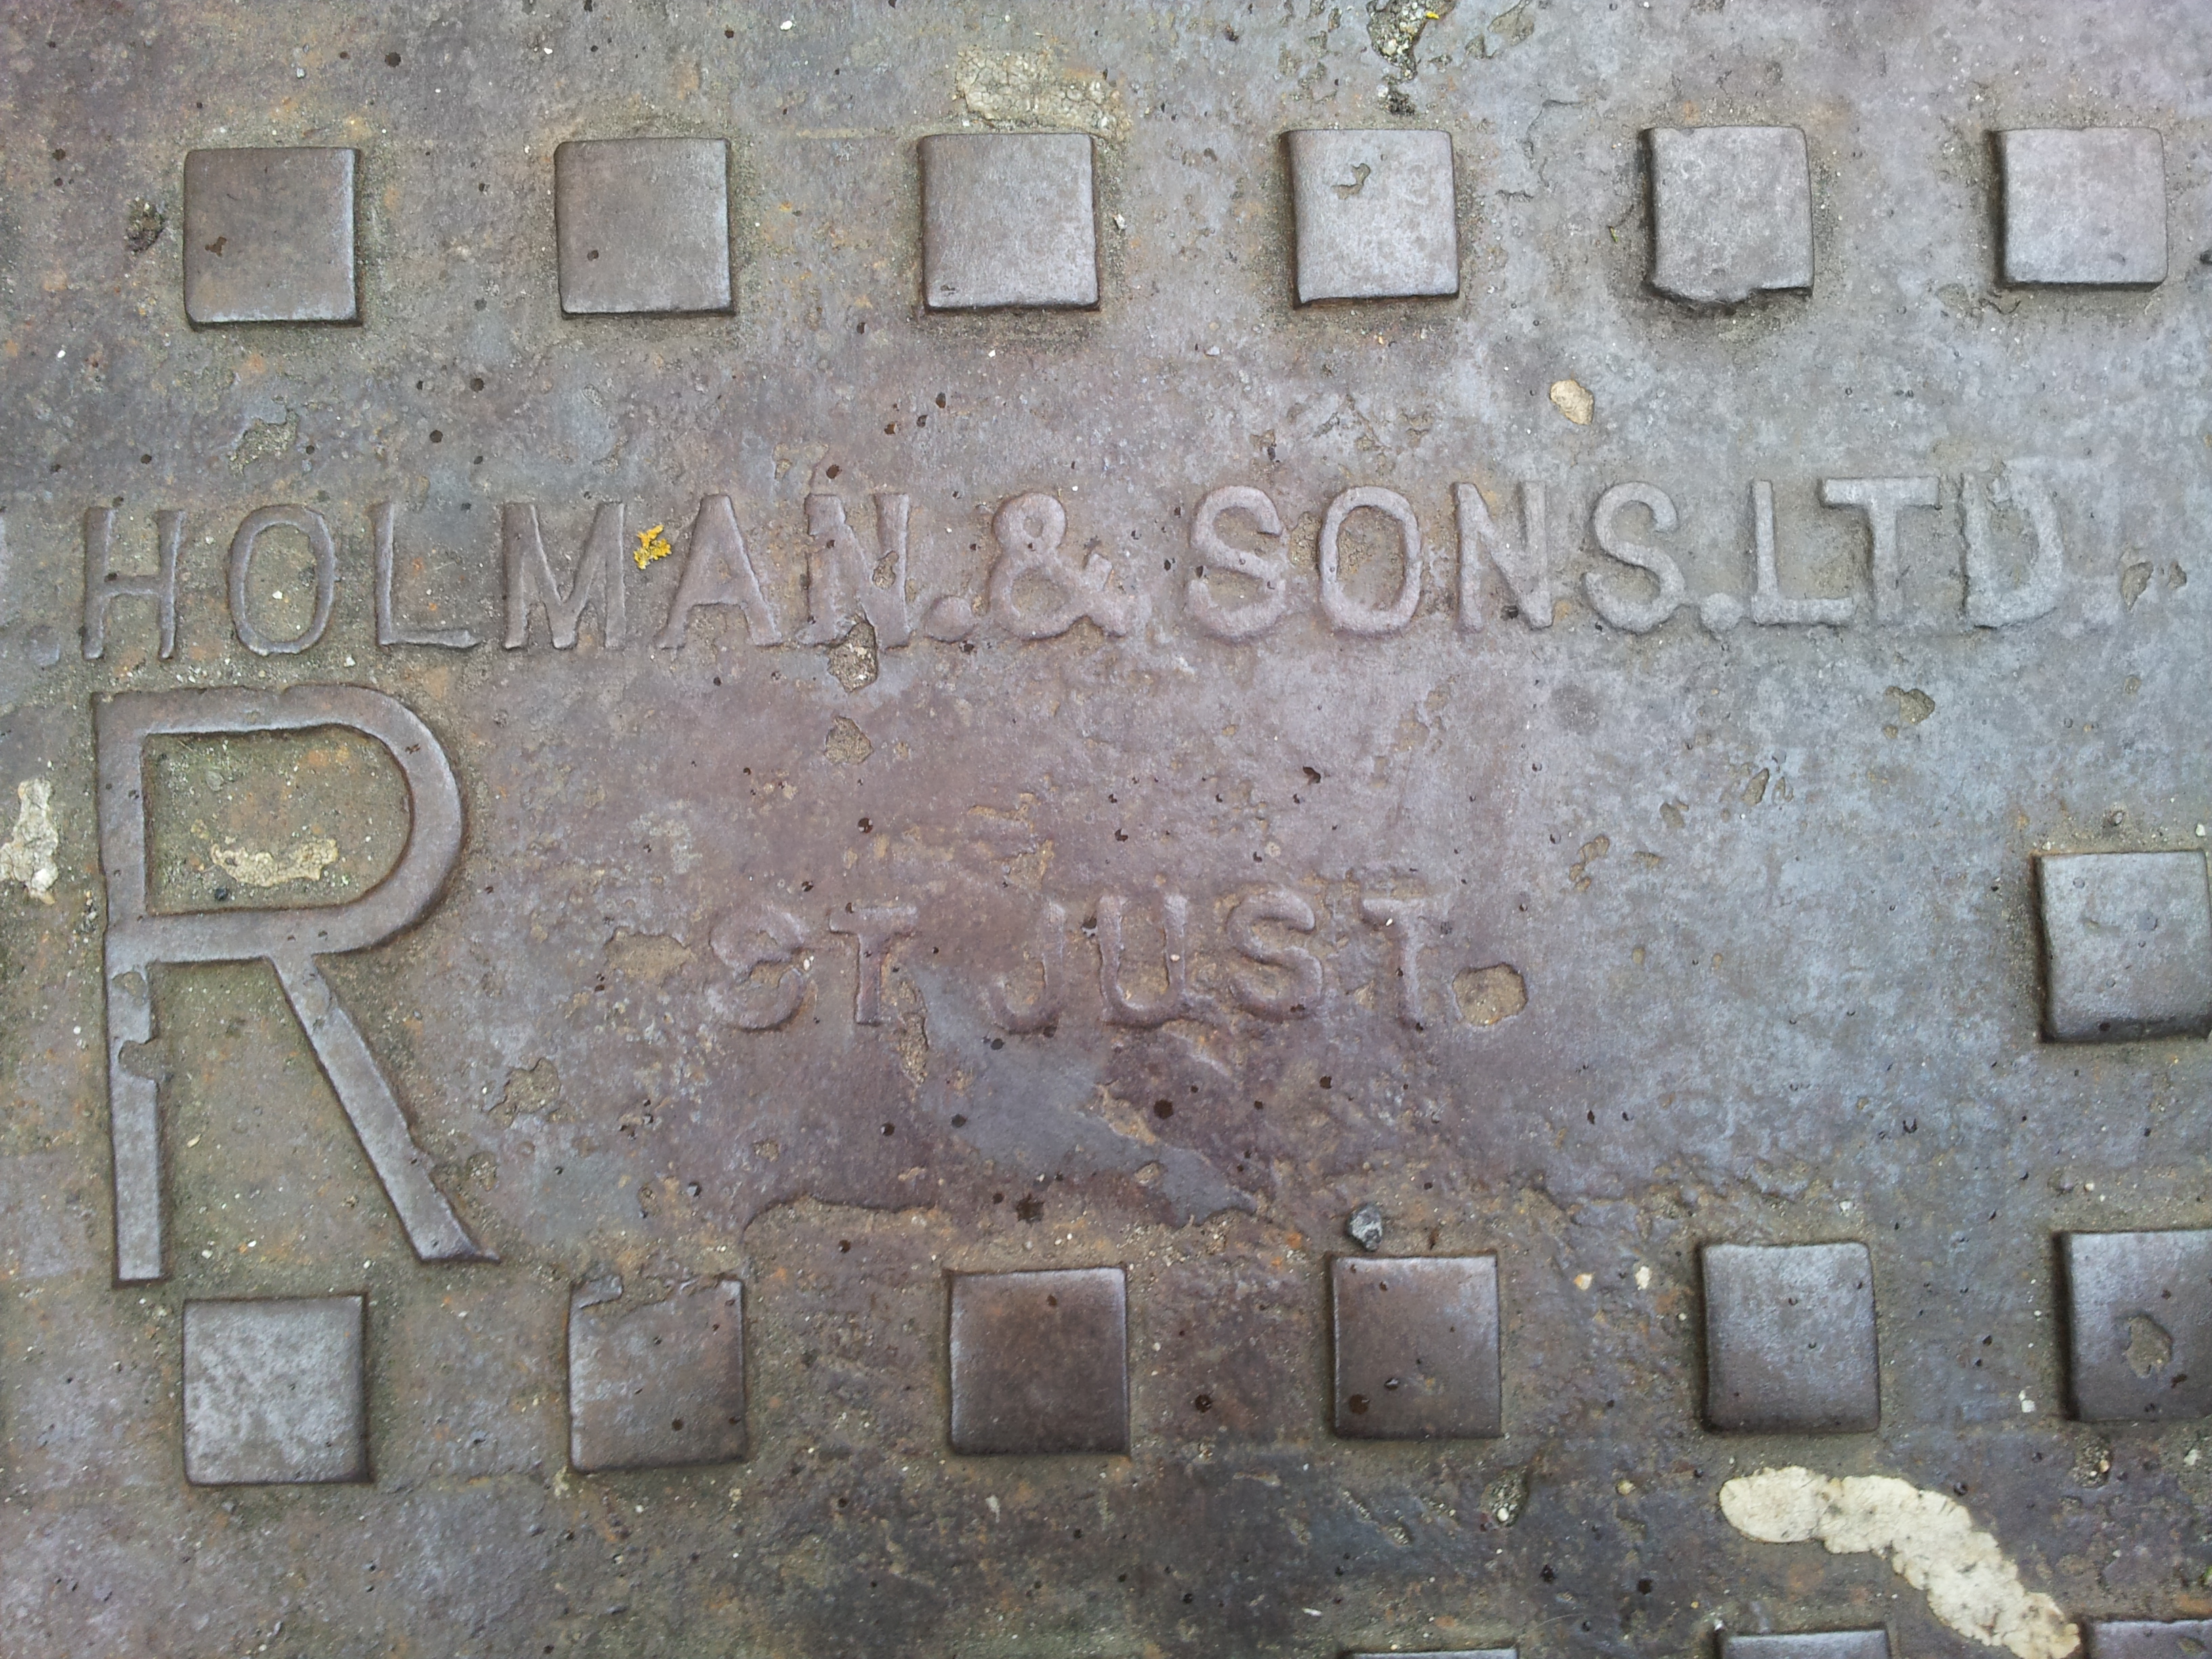 .HOLMAN.& SONS.LTD.
R
ST JUST.